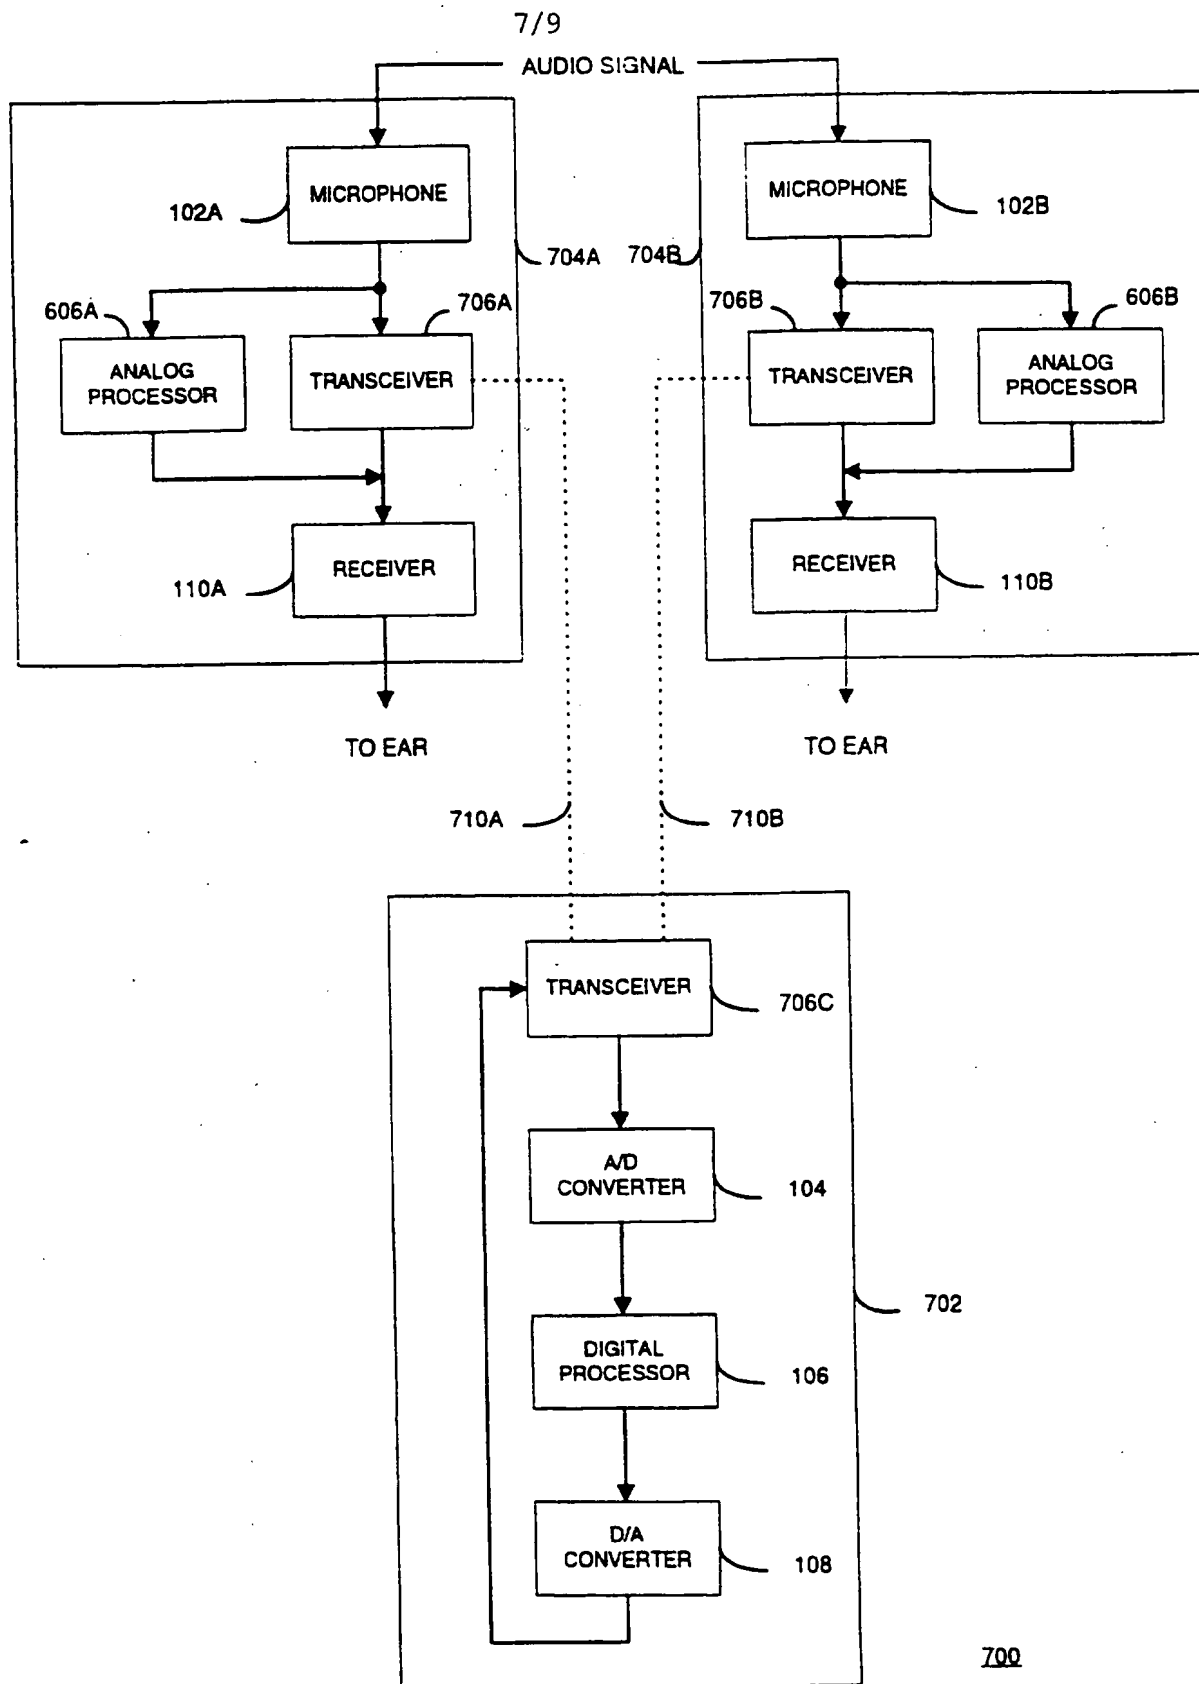 7/9
AUDIO SIGNAL
MICROPHONE
102A
MICROPHONE
102B
704A
704B
606A
706A
706B
606B
ANALOG
PROCESSOR
TRANSCEIVER
TRANSCEIVER
ANALOG
PROCESSOR
RECEIVER
110A
RECEIVER
110B
TO EAR
TO EAR
710A
710B
TRANSCEIVER
706C
A/D
CONVERTER
104
702
DIGITAL
PROCESSOR
106
D/A
CONVERTER
108
700